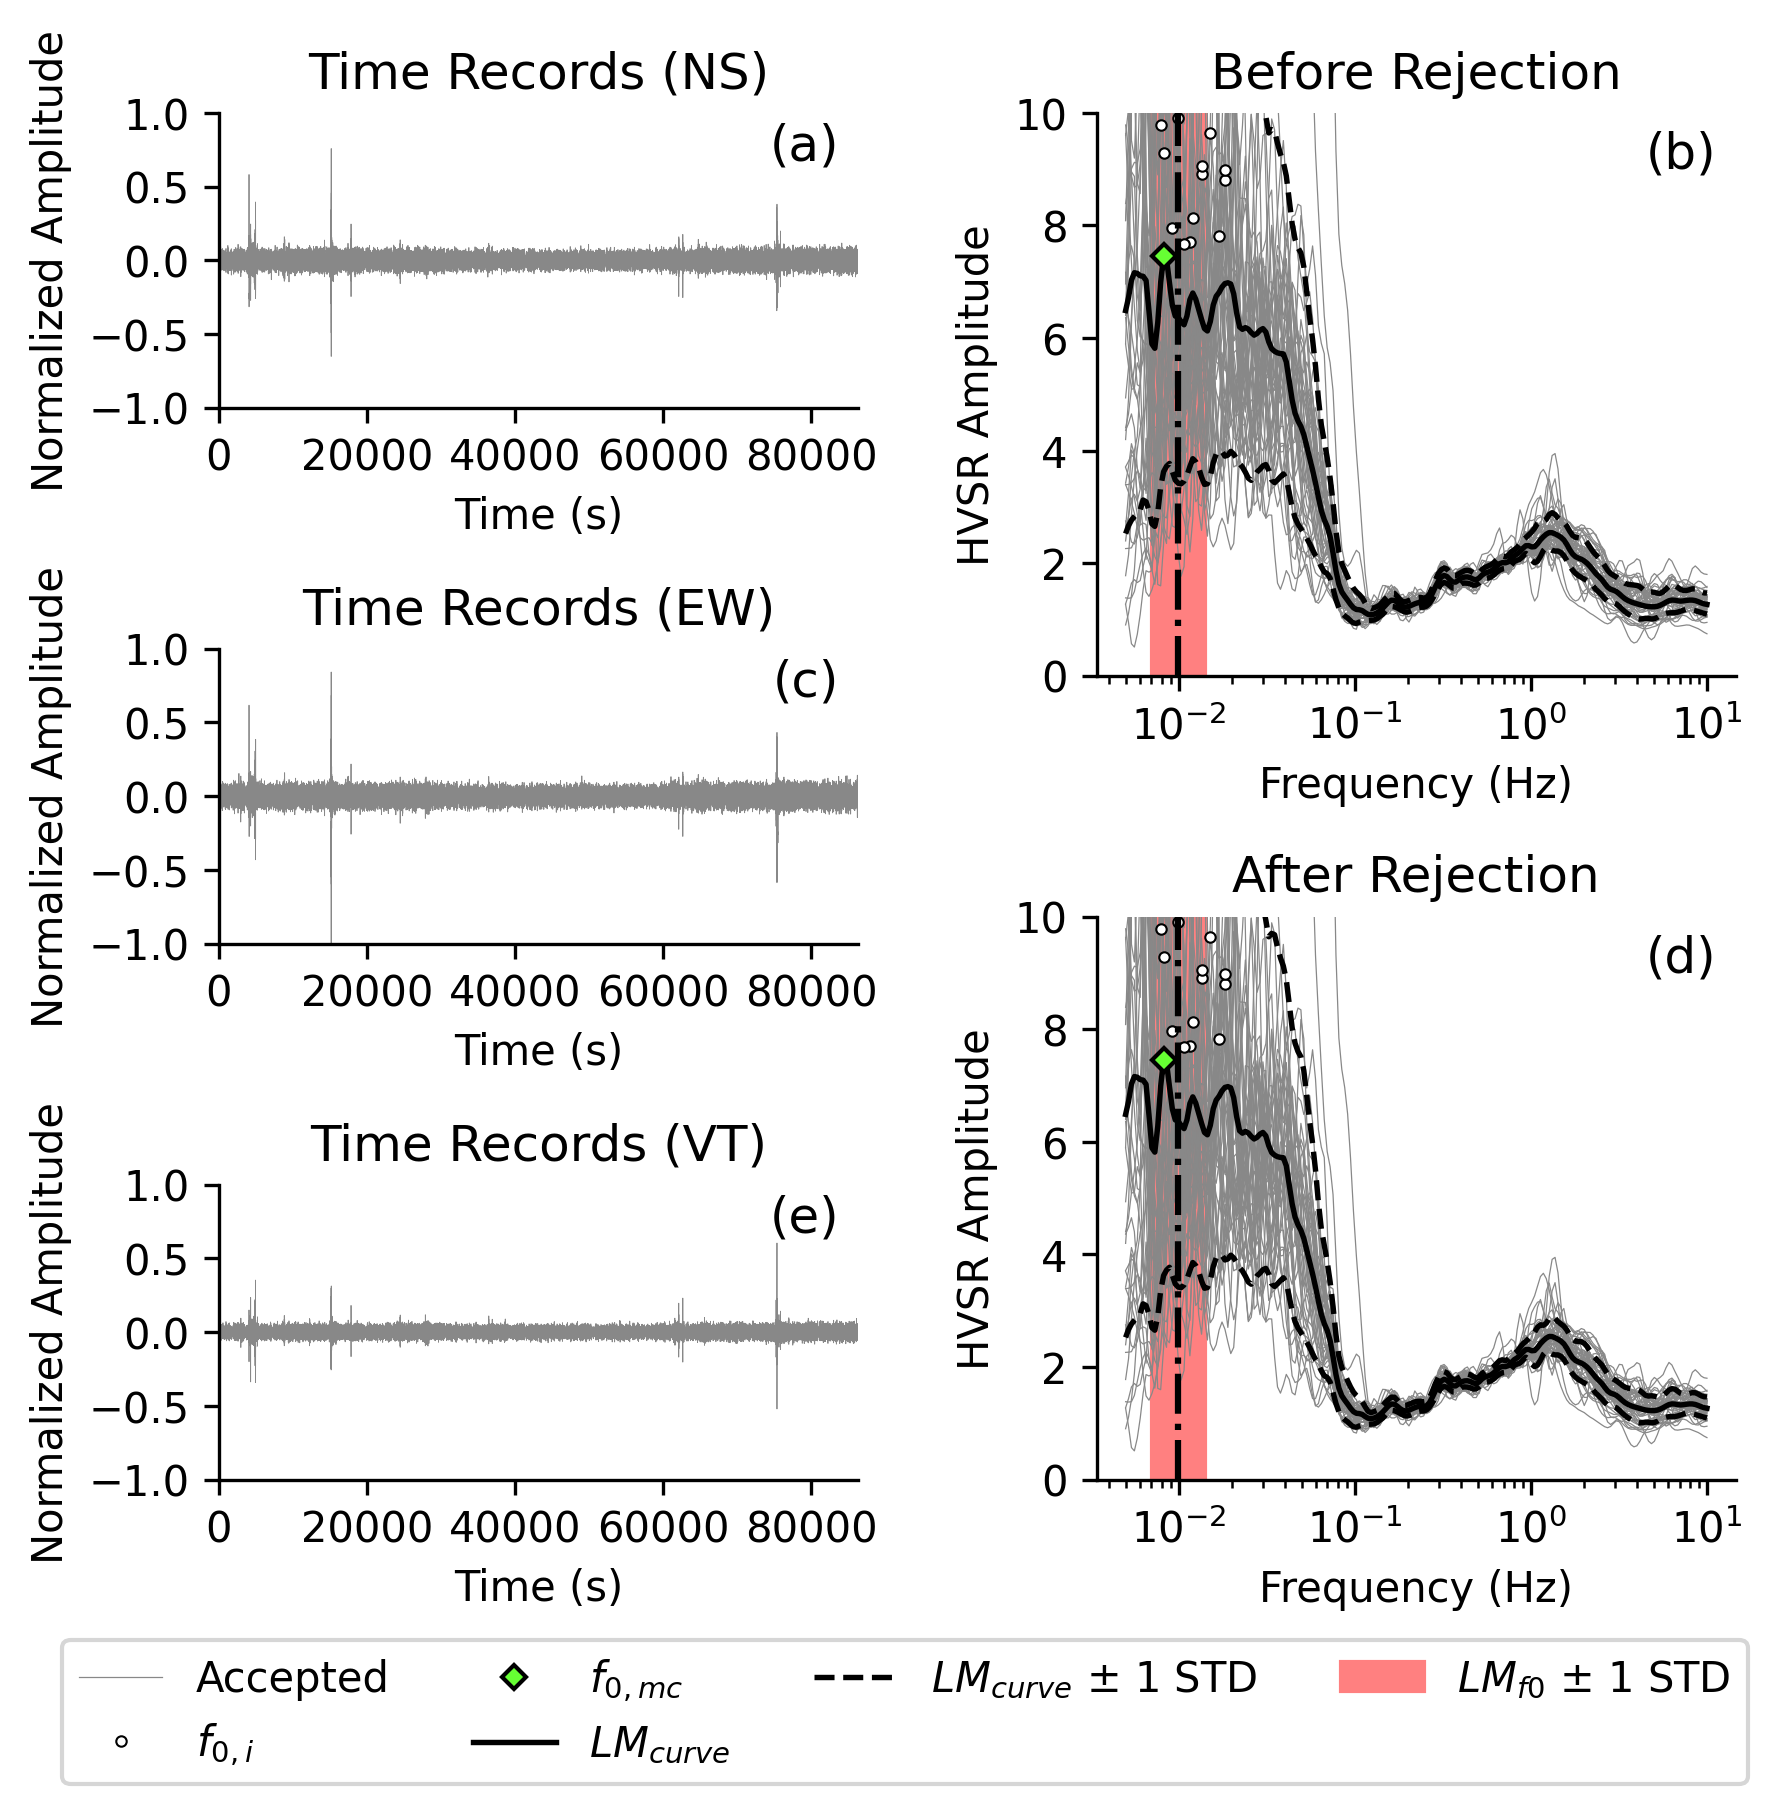 Time Records (NS)
(a)
Normalized Amplitude
1.0
0.5
0.0
−0.5
−1.0
0 20000 40000 60000 80000
Time (s)
Before Rejection
(b)
HVSR Amplitude
10
8
6
4
2
0
10⁻² 10⁻¹ 10⁰ 10¹
Frequency (Hz)
Time Records (EW)
(c)
Normalized Amplitude
1.0
0.5
0.0
−0.5
−1.0
0 20000 40000 60000 80000
Time (s)
After Rejection
(d)
HVSR Amplitude
10
8
6
4
2
0
10⁻² 10⁻¹ 10⁰ 10¹
Frequency (Hz)
Time Records (VT)
(e)
Normalized Amplitude
1.0
0.5
0.0
−0.5
−1.0
0 20000 40000 60000 80000
Time (s)
Accepted f0,mc LMcurve ± 1 STD LMf0 ± 1 STD
f0,i LMcurve